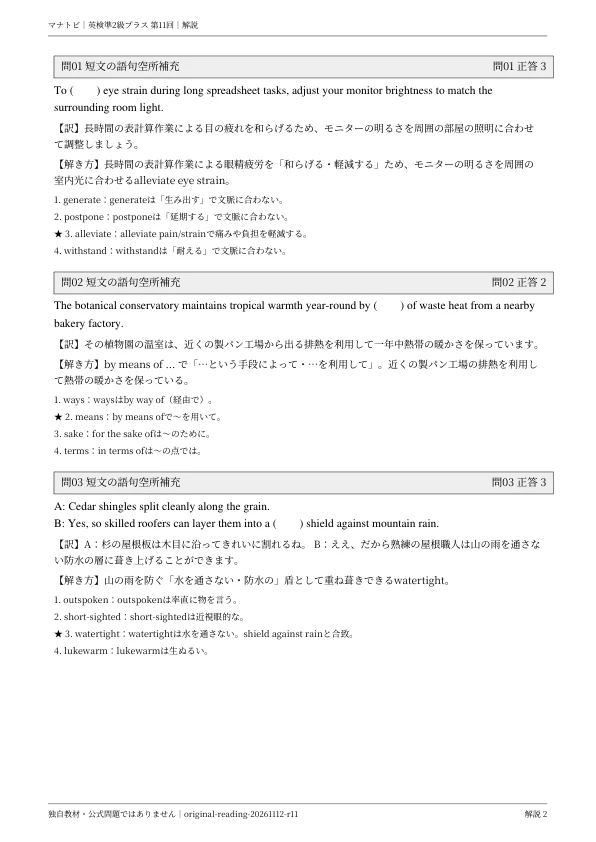 マナトビ｜英検準2級プラス 第11回｜解説
問01 短文の語句空所補充 問01 正答 3
To (　　) eye strain during long spreadsheet tasks, adjust your monitor brightness to match the
surrounding room light.
【訳】長時間の表計算作業による目の疲れを和らげるため、モニターの明るさを周囲の部屋の照明に合わせ
て調整しましょう。
【解き方】長時間の表計算作業による眼精疲労を「和らげる・軽減する」ため、モニターの明るさを周囲の
室内光に合わせるalleviate eye strain。
1. generate：generateは「生み出す」で文脈に合わない。
2. postpone：postponeは「延期する」で文脈に合わない。
★ 3. alleviate：alleviate pain/strainで痛みや負担を軽減する。
4. withstand：withstandは「耐える」で文脈に合わない。
問02 短文の語句空所補充 問02 正答 2
The botanical conservatory maintains tropical warmth year-round by (　　) of waste heat from a nearby
bakery factory.
【訳】その植物園の温室は、近くの製パン工場から出る排熱を利用して一年中熱帯の暖かさを保っています。
【解き方】by means of … で「…という手段によって・…を利用して」。近くの製パン工場の排熱を利用し
て熱帯の暖かさを保っている。
1. ways：waysはby way of（経由で）。
★ 2. means：by means ofで〜を用いて。
3. sake：for the sake ofは〜のために。
4. terms：in terms ofは〜の点では。
問03 短文の語句空所補充 問03 正答 3
A: Cedar shingles split cleanly along the grain.
B: Yes, so skilled roofers can layer them into a (　　) shield against mountain rain.
【訳】A：杉の屋根板は木目に沿ってきれいに割れるね。 B：ええ、だから熟練の屋根職人は山の雨を通さな
い防水の層に葺き上げることができます。
【解き方】山の雨を防ぐ「水を通さない・防水の」盾として重ね葺きできるwatertight。
1. outspoken：outspokenは率直に物を言う。
2. short-sighted：short-sightedは近視眼的な。
★ 3. watertight：watertightは水を通さない。shield against rainと合致。
4. lukewarm：lukewarmは生ぬるい。
独自教材・公式問題ではありません｜original-reading-20261112-r11 解説 2